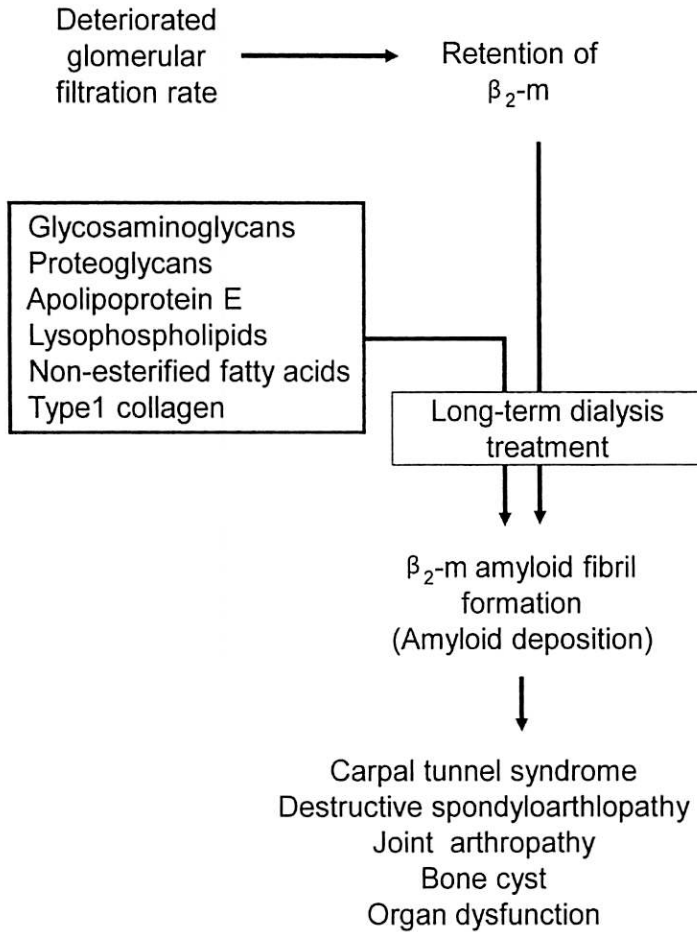 Deteriorated
glomerular
filtration rate
Retention of
β₂-m
Glycosaminoglycans
Proteoglycans
Apolipoprotein E
Lysophospholipids
Non-esterified fatty acids
Type1 collagen
Long-term dialysis
treatment
β₂-m amyloid fibril
formation
(Amyloid deposition)
Carpal tunnel syndrome
Destructive spondyloarthlopathy
Joint arthropathy
Bone cyst
Organ dysfunction